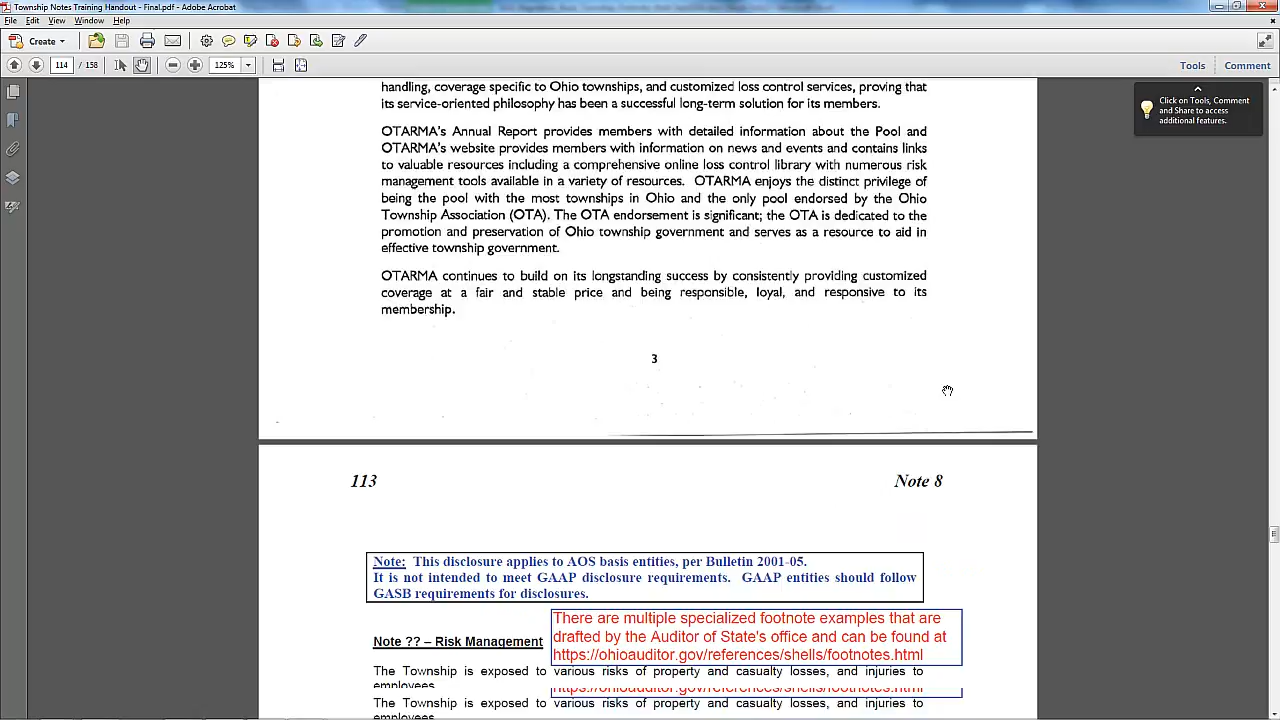 Township Notes Training Handout - Final.pdf - Adobe Acrobat
File Edit View Window Help
Create
114 / 158 125% Tools Comment
Click on Tools, Comment
and Share to access
additional features.
handling, coverage specific to Ohio townships, and customized loss control services, proving that
its service-oriented philosophy has been a successful long-term solution for its members.
OTARMA's Annual Report provides members with detailed information about the Pool and
OTARMA's website provides members with information on news and events and contains links
to valuable resources including a comprehensive online loss control library with numerous risk
management tools available in a variety of resources. OTARMA enjoys the distinct privilege of
being the pool with the most townships in Ohio and the only pool endorsed by the Ohio
Township Association (OTA). The OTA endorsement is significant; the OTA is dedicated to the
promotion and preservation of Ohio township government and serves as a resource to aid in
effective township government.
OTARMA continues to build on its longstanding success by consistently providing customized
coverage at a fair and stable price and being responsible, loyal, and responsive to its
membership.
3
113 Note 8
Note: This disclosure applies to AOS basis entities, per Bulletin 2001-05.
It is not intended to meet GAAP disclosure requirements. GAAP entities should follow
GASB requirements for disclosures.
There are multiple specialized footnote examples that are
drafted by the Auditor of State's office and can be found at
https://ohioauditor.gov/references/shells/footnotes.html
Note ?? – Risk Management
The Township is exposed to various risks of property and casualty losses, and injuries to
employees.
https://ohioauditor.gov/references/shells/footnotes.html
The Township is exposed to various risks of property and casualty losses, and injuries to
employees.